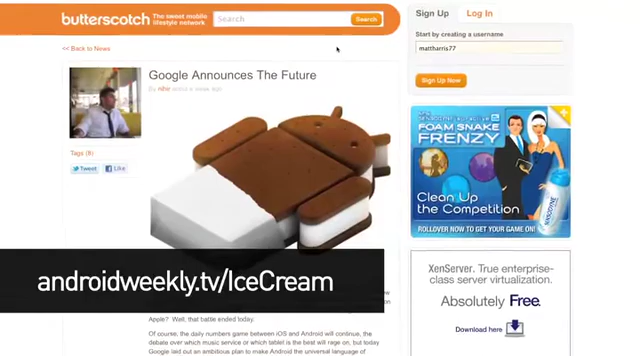 butterscotch
The sweet mobile
lifestyle network
Search
Search
Sign Up
Log In
Start by creating a username
mattharris77
Sign Up Now
<< Back to News
Google Announces The Future
Tags (8)
Tweet
Like
FOAM SNAKE
FRENZY
Clean Up
the Competition
SANSODYNE
ROLLOVER NOW TO GET YOUR GAME ON!
androidweekly.tv/IceCream
XenServer. True enterprise-
class server virtualization.
Absolutely Free.
Download here
Apple? Well, that battle ended today.
Of course, the daily numbers game between iOS and Android will continue, the
debate over which music service or which tablet is the best will rage on, but today
Google laid out an ambitious plan to make Android the universal language of